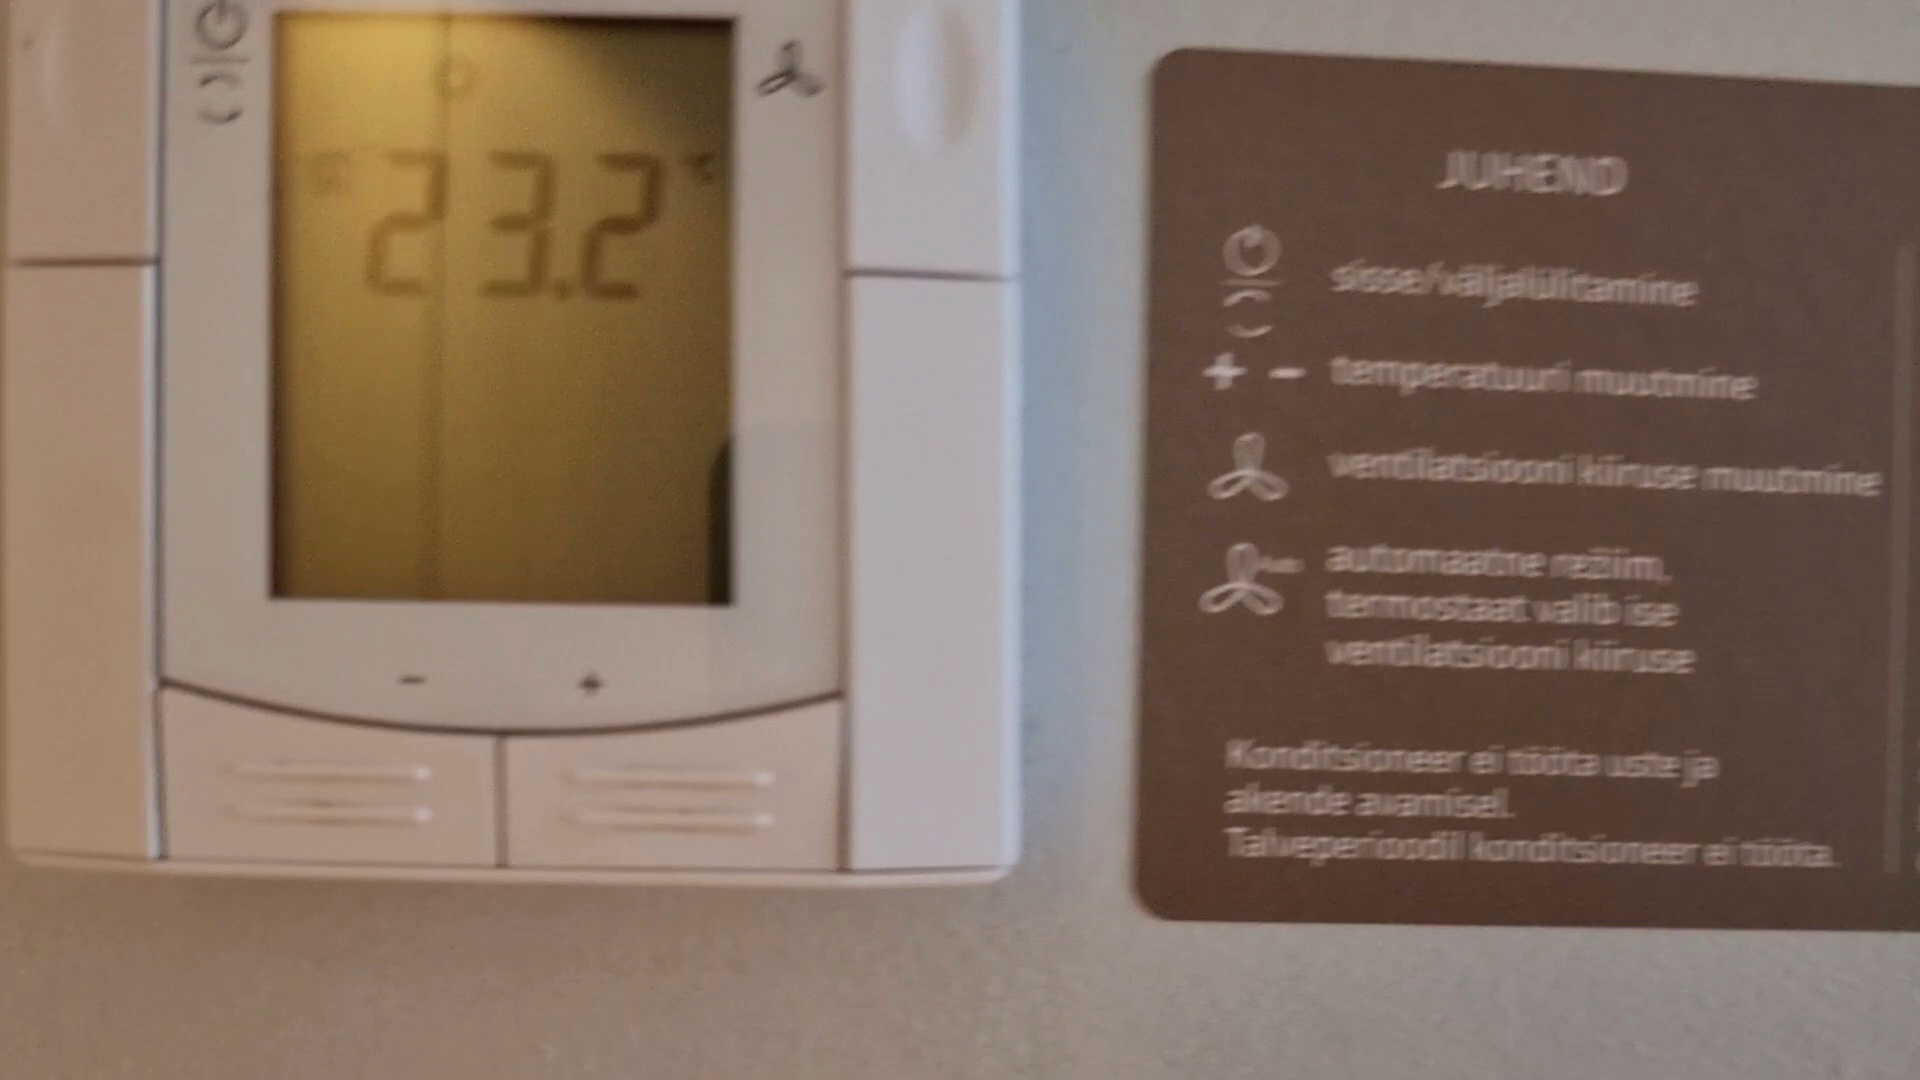 23.2 °C
- +
JUHEND
sisse/väljalülitamine
+ - temperatuuri muutmine
ventilatsiooni kiiruse muutmine
automaatne režiim,
termostaat valib ise
ventilatsiooni kiiruse
Konditsioneer ei tööta uste ja
akende avamisel.
Talveperioodil konditsioneer ei tööta.